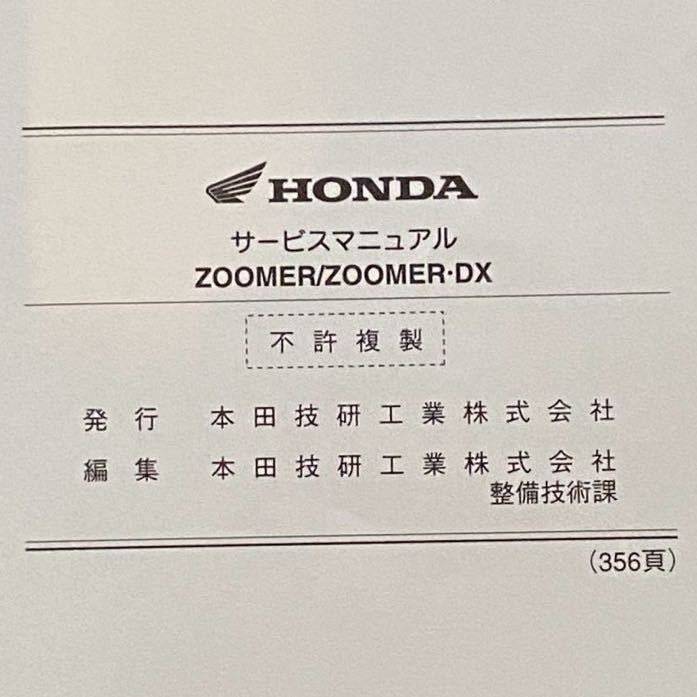 HONDA
サービスマニュアル
ZOOMER/ZOOMER·DX
不許複製
発行 本田技研工業株式会社
編集 本田技研工業株式会社
整備技術課
(356頁)